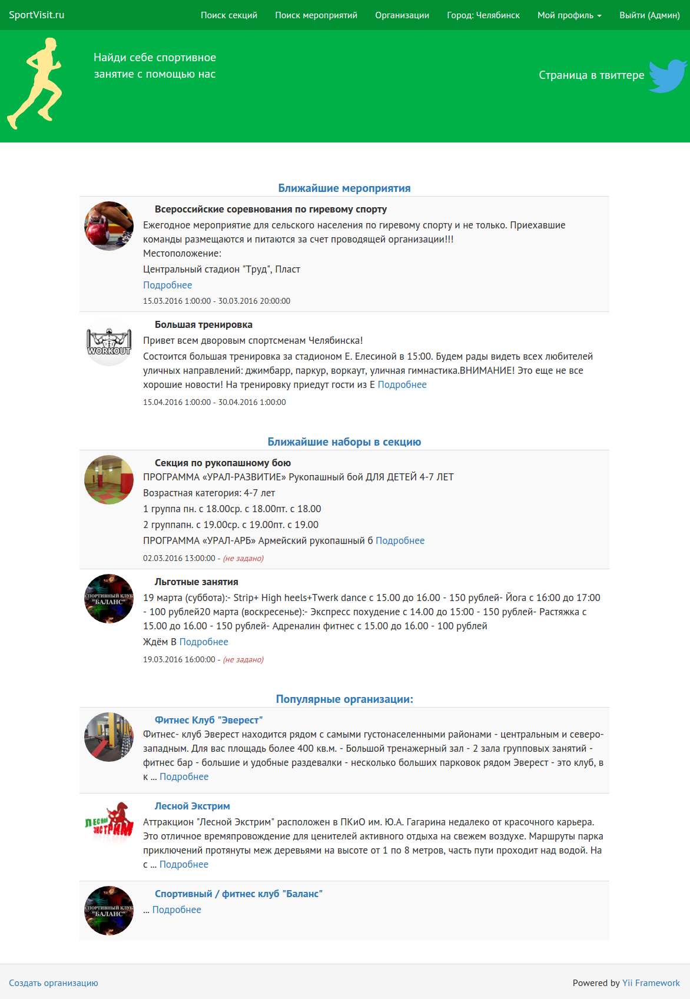 SportVisit.ru
Поиск секций
Поиск мероприятий
Организации
Город: Челябинск
Мой профиль
Выйти (Админ)
Найди себе спортивное
занятие с помощью нас
Страница в твиттере
Ближайшие мероприятия
Всероссийские соревнования по гиревому спорту
Ежегодное мероприятие для сельского населения по гиревому спорту и не только. Приехавшие
команды размещаются и питаются за счет проводящей организации!!!
Местоположение:
Центральный стадион "Труд", Пласт
Подробнее
15.03.2016 1:00:00 - 30.03.2016 20:00:00
WORKOUT
Большая тренировка
Привет всем дворовым спортсменам Челябинска!
Состоится большая тренировка за стадионом Е. Елесиной в 15:00. Будем рады видеть всех любителей
уличных направлений: джимбарр, паркур, воркаут, уличная гимнастика.ВНИМАНИЕ! Это еще не все
хорошие новости! На тренировку приедут гости из Е Подробнее
15.04.2016 1:00:00 - 30.04.2016 1:00:00
Ближайшие наборы в секцию
Секция по рукопашному бою
ПРОГРАММА «УРАЛ-РАЗВИТИЕ» Рукопашный бой ДЛЯ ДЕТЕЙ 4-7 ЛЕТ
Возрастная категория: 4-7 лет
1 группа пн. с 18.00ср. с 18.00пт. с 18.00
2 группапн. с 19.00ср. с 19.00пт. с 19.00
ПРОГРАММА «УРАЛ-АРБ» Армейский рукопашный б Подробнее
02.03.2016 13:00:00 - (не задано)
СПОРТИВНЫЙ КЛУБ
"БАЛАНС"
Льготные занятия
19 марта (суббота):- Strip+ High heels+Twerk dance с 15.00 до 16.00 - 150 рублей- Йога с 16:00 до 17:00
- 100 рублей20 марта (воскресенье):- Экспресс похудение с 14.00 до 15:00 - 150 рублей- Растяжка с
15.00 до 16.00 - 150 рублей- Адреналин фитнес с 15.00 до 16.00 - 100 рублей
Ждём В Подробнее
19.03.2016 16:00:00 - (не задано)
Популярные организации:
Фитнес Клуб "Эверест"
Фитнес- клуб Эверест находится рядом с самыми густонаселенными районами - центральным и северо-
западным. Для вас площадь более 400 кв.м. - Большой тренажерный зал - 2 зала групповых занятий -
фитнес бар - большие и удобные раздевалки - несколько больших парковок рядом Эверест - это клуб, в
к ... Подробнее
ЛЕСНОЙ
ЭКСТРИМ
Лесной Экстрим
Аттракцион "Лесной Экстрим" расположен в ПКиО им. Ю.А. Гагарина недалеко от красочного карьера.
Это отличное времяпровождение для ценителей активного отдыха на свежем воздухе. Маршруты парка
приключений протянуты меж деревьями на высоте от 1 по 8 метров, часть пути проходит над водой. На
с ... Подробнее
СПОРТИВНЫЙ КЛУБ
"БАЛАНС"
Спортивный / фитнес клуб "Баланс"
... Подробнее
Создать организацию
Powered by Yii Framework